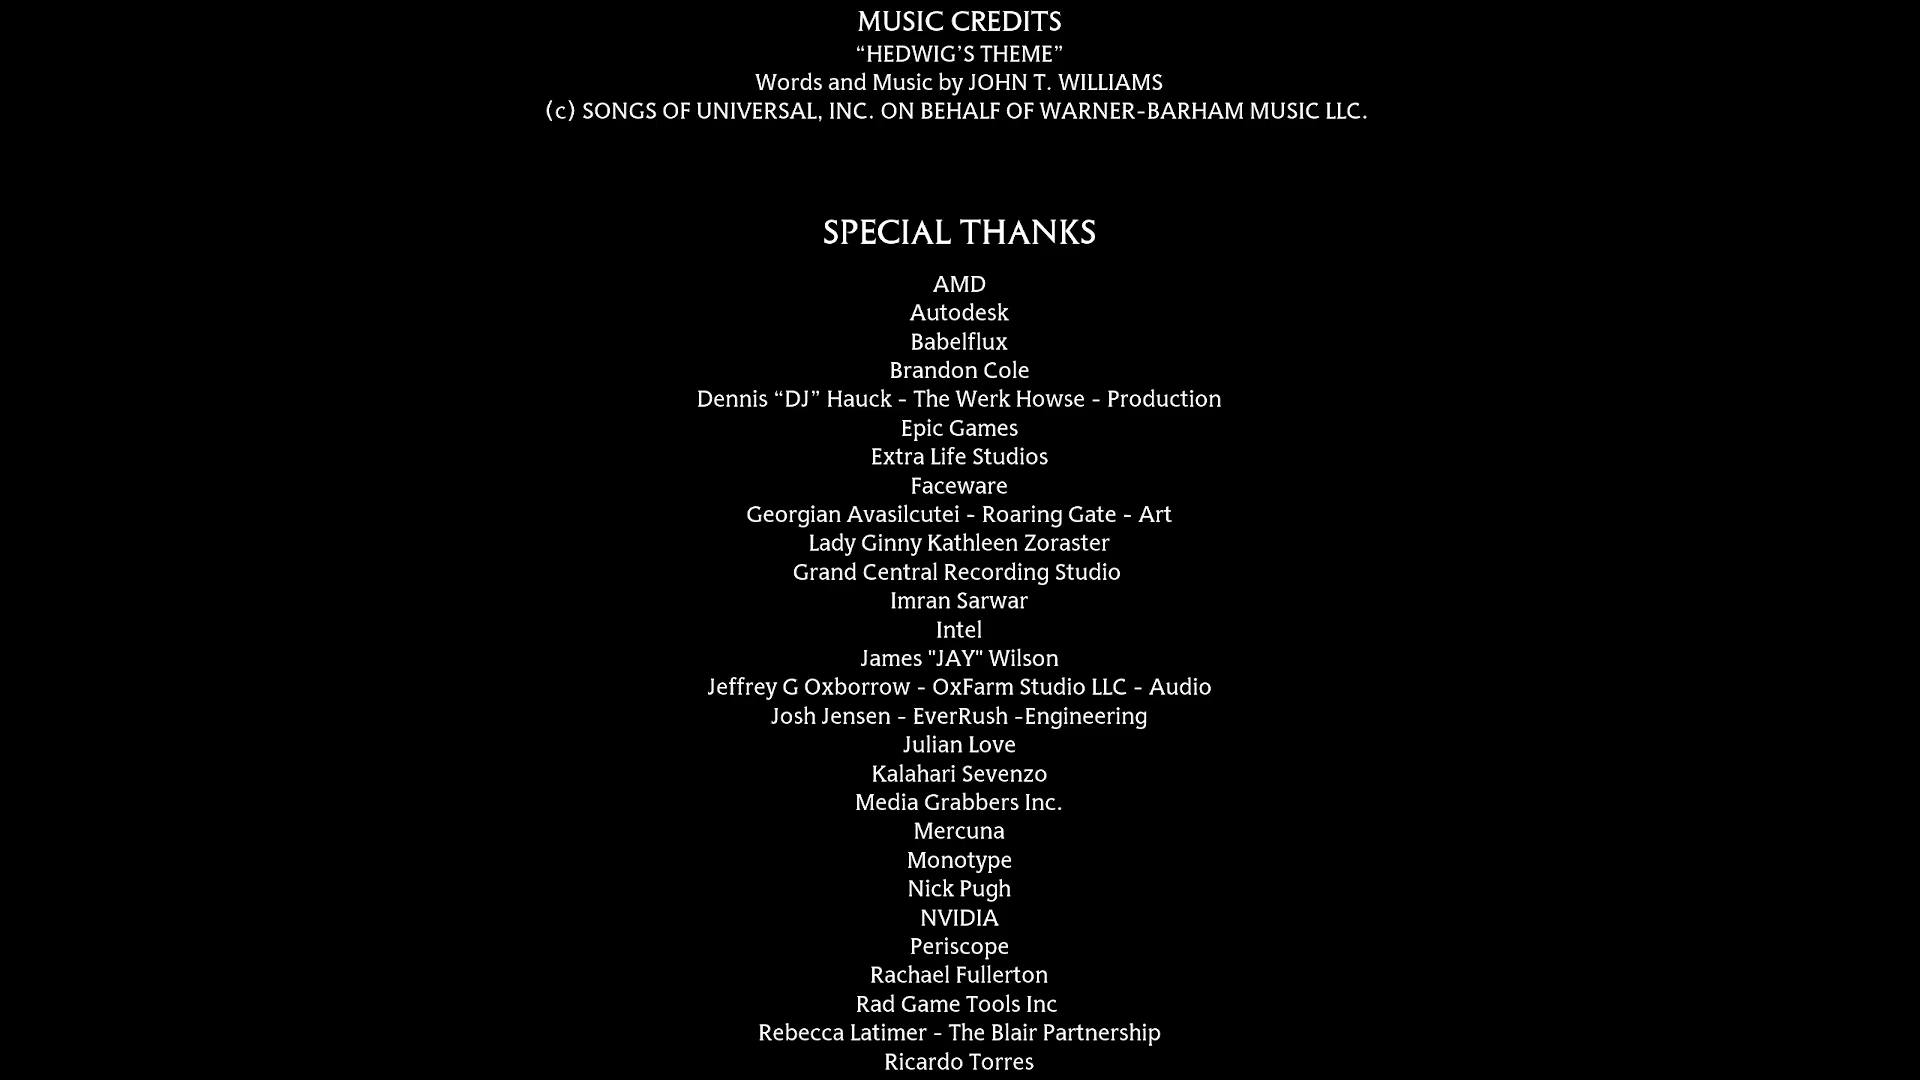 MUSIC CREDITS
“HEDWIG’S THEME”
Words and Music by JOHN T. WILLIAMS
(c) SONGS OF UNIVERSAL, INC. ON BEHALF OF WARNER-BARHAM MUSIC LLC.
SPECIAL THANKS
AMD
Autodesk
Babelflux
Brandon Cole
Dennis “DJ” Hauck - The Werk Howse - Production
Epic Games
Extra Life Studios
Faceware
Georgian Avasilcutei - Roaring Gate - Art
Lady Ginny Kathleen Zoraster
Grand Central Recording Studio
Imran Sarwar
Intel
James "JAY" Wilson
Jeffrey G Oxborrow - OxFarm Studio LLC - Audio
Josh Jensen - EverRush -Engineering
Julian Love
Kalahari Sevenzo
Media Grabbers Inc.
Mercuna
Monotype
Nick Pugh
NVIDIA
Periscope
Rachael Fullerton
Rad Game Tools Inc
Rebecca Latimer - The Blair Partnership
Ricardo Torres